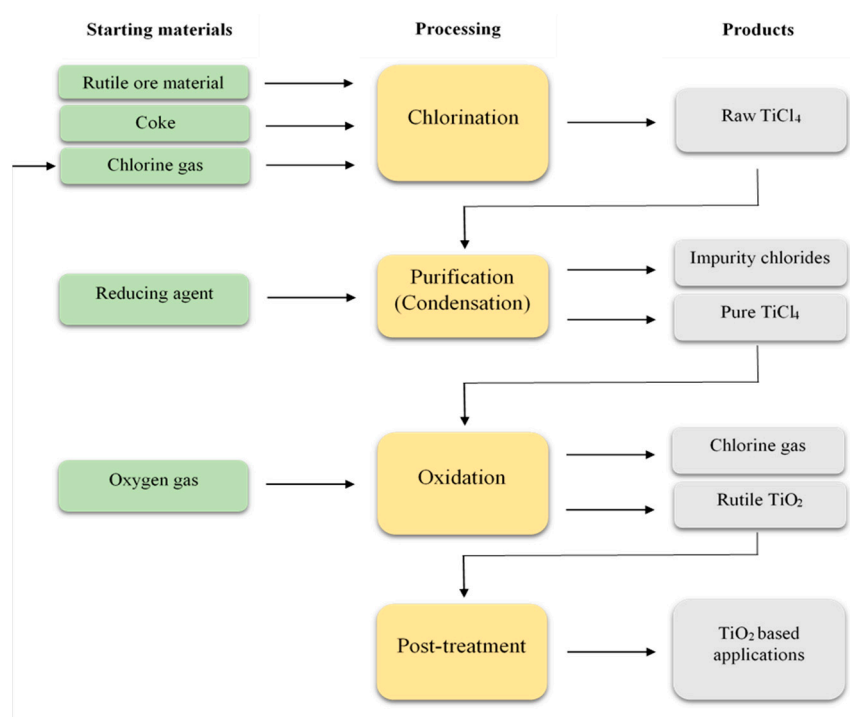 Starting materials
Processing
Products
Rutile ore material
Coke
Chlorine gas
Chlorination
Raw TiCl₄
Reducing agent
Purification
(Condensation)
Impurity chlorides
Pure TiCl₄
Oxygen gas
Oxidation
Chlorine gas
Rutile TiO₂
Post-treatment
TiO₂ based
applications